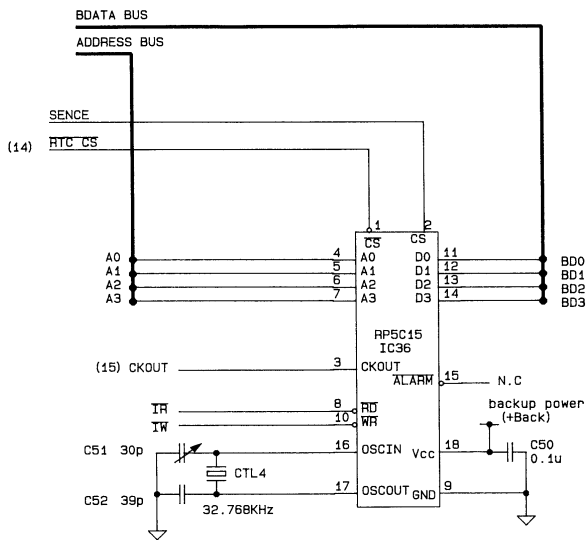 BDATA BUS
ADDRESS BUS
SENCE
(14) RTC CS
1 2
CS CS
A0 4 A0 D0 11 BD0
A1 5 A1 D1 12 BD1
A2 6 A2 D2 13 BD2
A3 7 A3 D3 14 BD3
RP5C15
IC36
(15) CKOUT 3 CKOUT
ALARM 15 N.C
IR 8 RD
IW 10 WR
backup power
(+Back)
C51 30p 16 OSCIN Vcc 18 C50
0.1u
CTL4
C52 39p 17 OSCOUT GND 9
32.768KHz